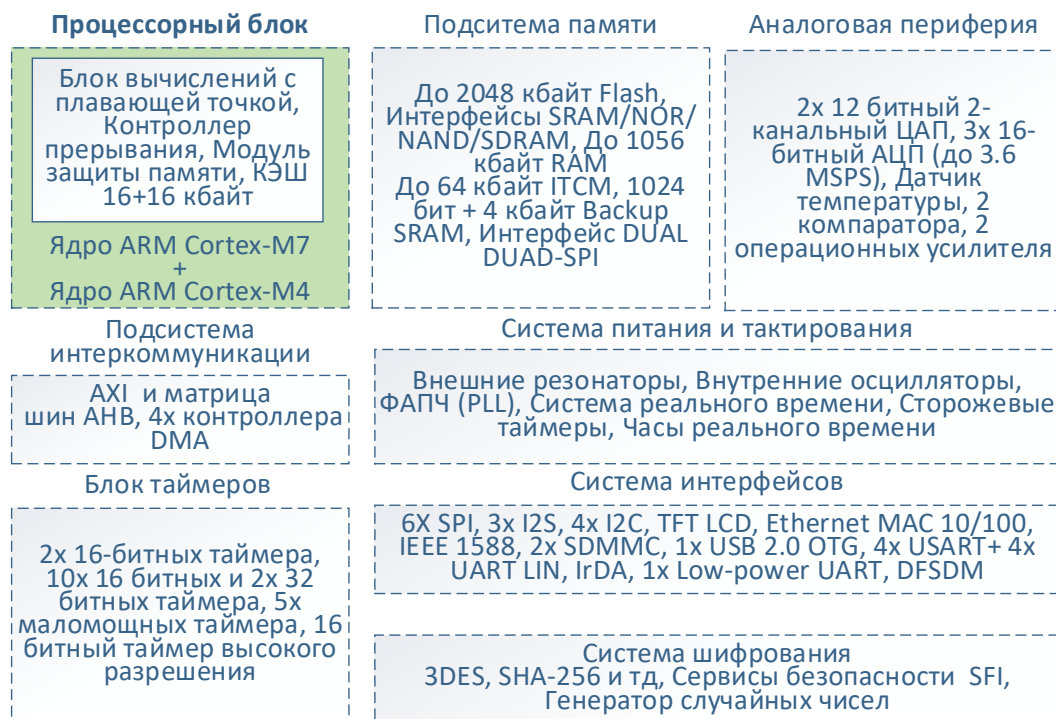 Процессорный блок
Блок вычислений с
плавающей точкой,
Контроллер
прерывания, Модуль
защиты памяти, КЭШ
16+16 кбайт
Ядро ARM Cortex-M7
+
Ядро ARM Cortex-M4
Подситема памяти
До 2048 кбайт Flash,
Интерфейсы SRAM/NOR/
NAND/SDRAM, До 1056
кбайт RAM
До 64 кбайт ITCM, 1024
бит + 4 кбайт Backup
SRAM, Интерфейс DUAL
DUAD-SPI
Аналоговая периферия
2x 12 битный 2-
канальный ЦАП, 3x 16-
битный АЦП (до 3.6
MSPS), Датчик
температуры, 2
компаратора, 2
операционных усилителя
Подсистема
интеркоммуникации
AXI и матрица
шин AHB, 4x контроллера
DMA
Система питания и тактирования
Внешние резонаторы, Внутренние осцилляторы,
ФАПЧ (PLL), Система реального времени, Сторожевые
таймеры, Часы реального времени
Блок таймеров
2x 16-битных таймера,
10x 16 битных и 2x 32
битных таймера, 5x
маломощных таймера, 16
битный таймер высокого
разрешения
Система интерфейсов
6X SPI, 3x I2S, 4x I2C, TFT LCD, Ethernet MAC 10/100,
IEEE 1588, 2x SDMMC, 1x USB 2.0 OTG, 4x USART+ 4x
UART LIN, IrDA, 1x Low-power UART, DFSDM
Система шифрования
3DES, SHA-256 и тд, Сервисы безопасности SFI,
Генератор случайных чисел